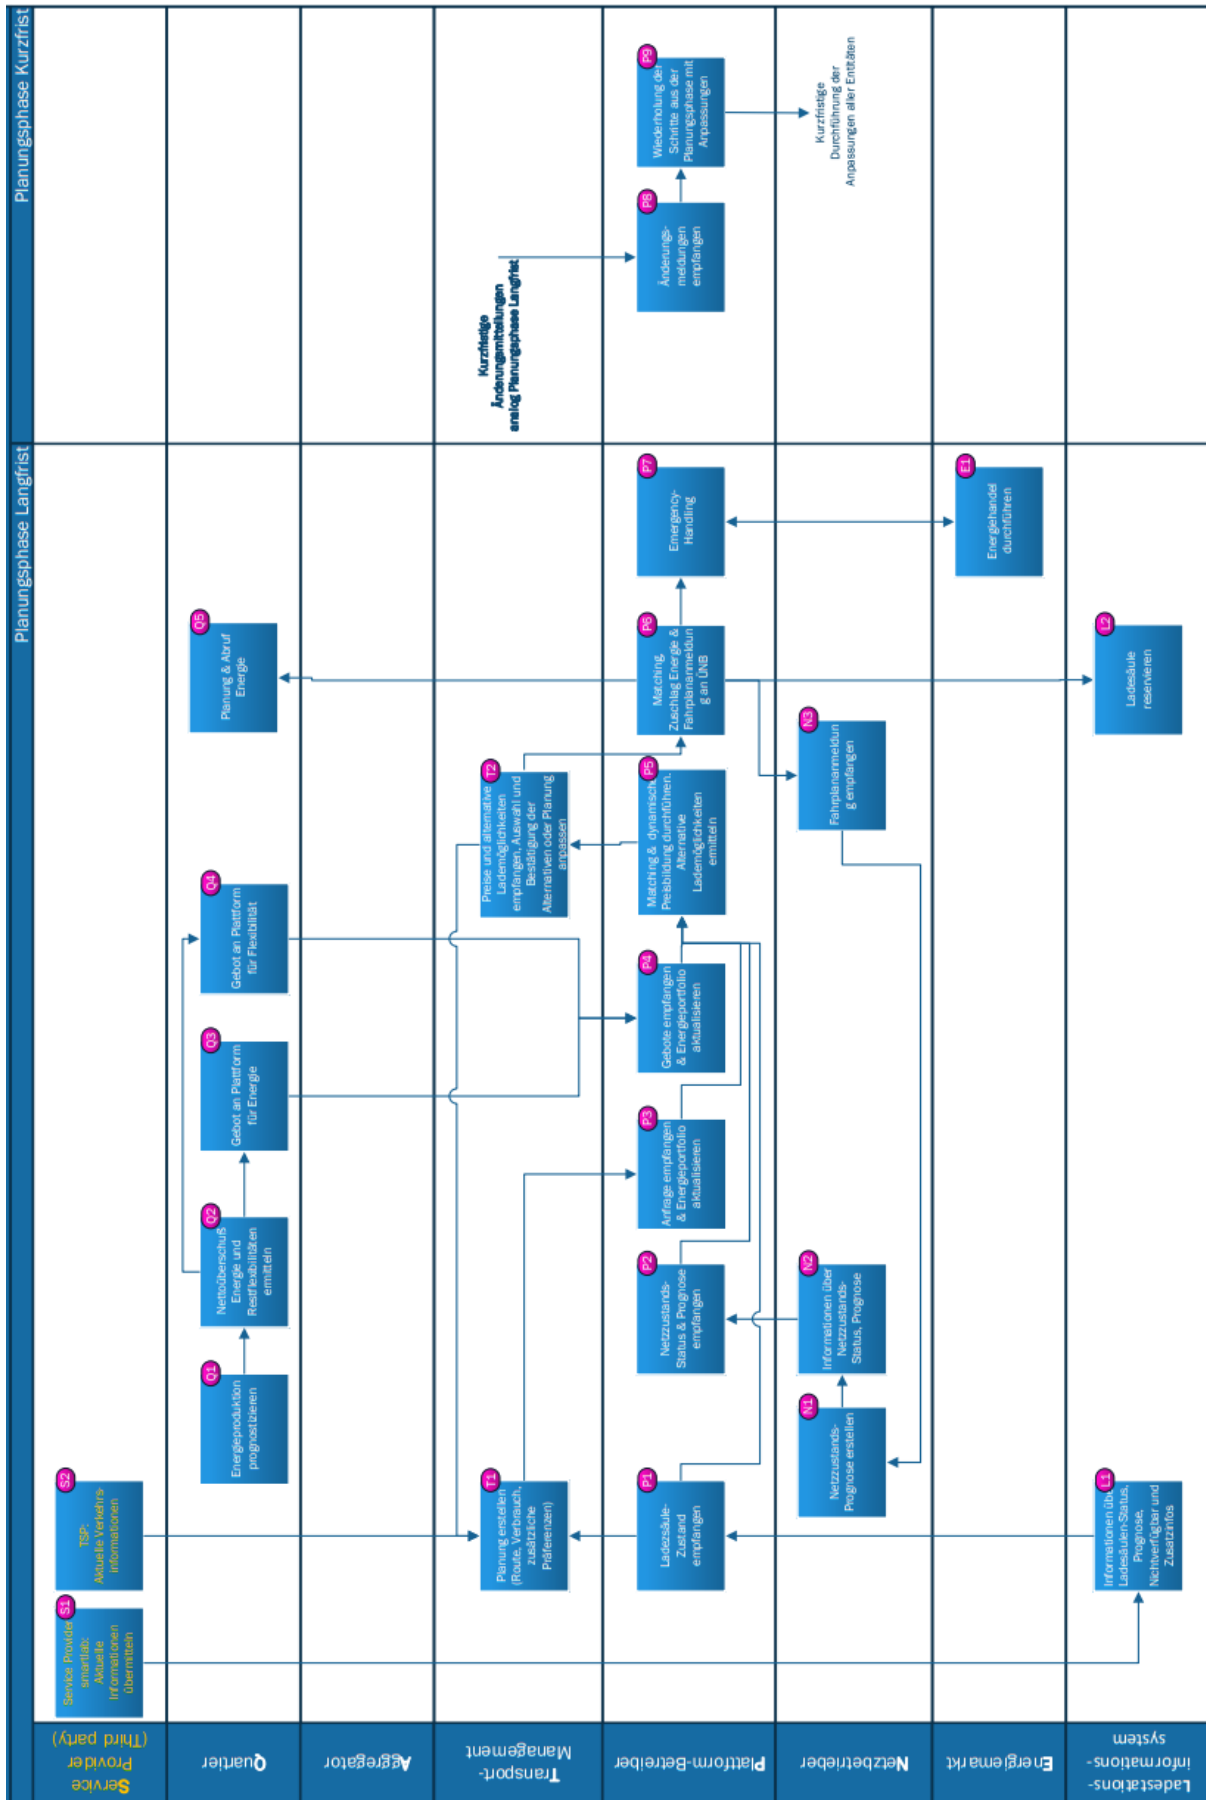 Planungsphase Langfrist
Planungsphase Kurzfrist
Service
Provider
(Third party)
S1
Service Provider
smartlab:
Aktuelle
Informationen
übermitteln
S2
TSP:
Aktuelle Verkehrs-
informationen
Quartier
Q1
Energieproduktion
prognostizieren
Q2
Nettoüberschuß
Energie und
Restflexibilitäten
ermitteln
Q3
Gebot an Plattform
für Energie
Q4
Gebot an Plattform
für Flexibilität
Q5
Planung & Abruf
Energie
Aggregator
Transport-
Management
T1
Planung erstellen
(Route, Verbrauch,
zusätzliche
Präferenzen)
T2
Preise und alternative
Lademöglichkeiten
empfangen, Auswahl und
Bestätigung der
Alternativen oder Planung
anpassen
Kurzfristige
Änderungsmitteilungen
analog Planungsphase Langfrist
Plattform-Betreiber
P1
Ladezsäule-
Zustand
empfangen
P2
Netzzustands-
Status & Prognose
empfangen
P3
Anfrage empfangen
& Energieportfolio
aktualisieren
P4
Gebote empfangen
& Energieportfolio
aktualisieren
P5
Matching & dynamische
Preisbildung durchführen.
Alternative
Lademöglichkeiten
ermitteln
P6
Matching,
Zuschlag Energie &
Fahrplananmeldun
g an ÜNB
P7
Emergency-
Handling
P8
Änderungs-
meldungen
empfangen
P9
Wiederholung der
Schritte aus der
Planungsphase mit
Anpassungen
Netzbetrieber
N1
Netzzustands-
Prognose erstellen
N2
Informationen über
Netzzustands-
Status, Prognose
N3
Fahrplananmeldun
g empfangen
Kurzfristige
Durchführung der
Anpassungen aller Entitäten
Energiemarkt
E1
Energiehandel
durchführen
Ladestations-
informations-
system
L1
Informationen über
Ladesäulen-Status,
Prognose,
Nichtverfügbar und
Zusatzinfos
L2
Ladesäule
reservieren